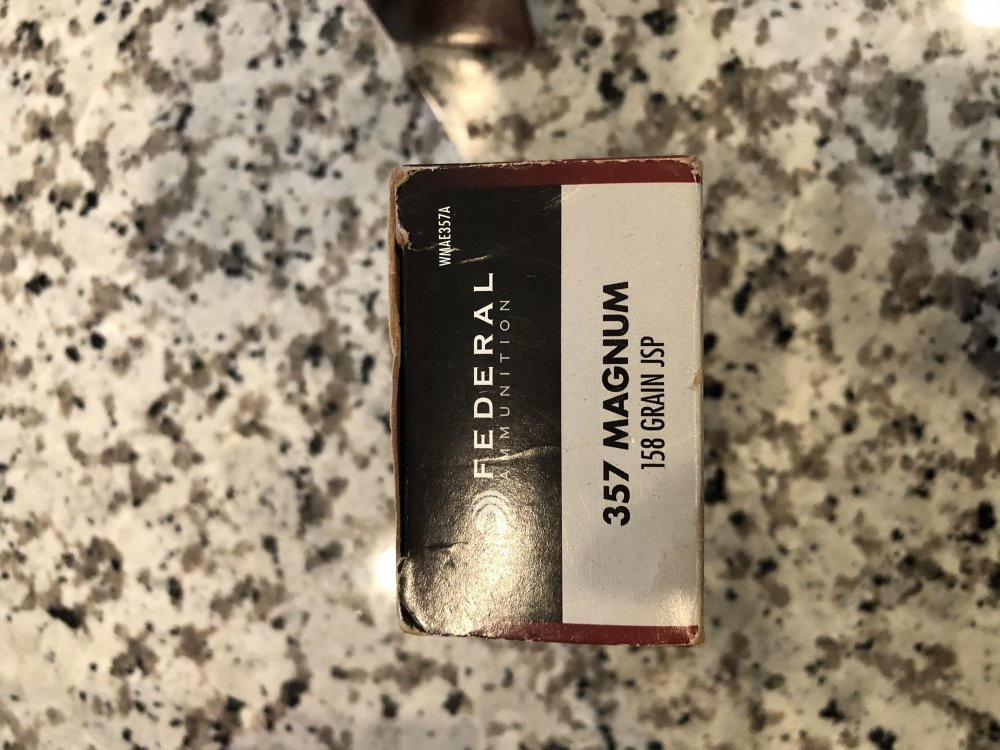 WMAE357A
FEDERAL
AMMUNITION
357 MAGNUM
158 GRAIN JSP